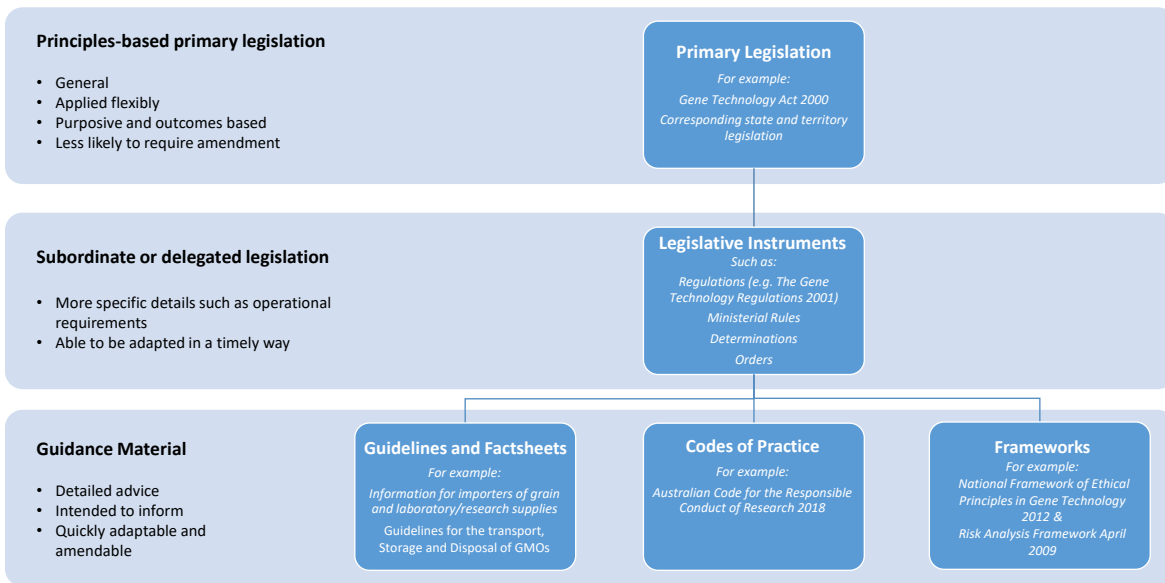 Principles-based primary legislation
• General
• Applied flexibly
• Purposive and outcomes based
• Less likely to require amendment
Primary Legislation
For example:
Gene Technology Act 2000
Corresponding state and territory
legislation
Subordinate or delegated legislation
• More specific details such as operational
requirements
• Able to be adapted in a timely way
Legislative Instruments
Such as:
Regulations (e.g. The Gene
Technology Regulations 2001)
Ministerial Rules
Determinations
Orders
Guidance Material
• Detailed advice
• Intended to inform
• Quickly adaptable and
amendable
Guidelines and Factsheets
For example:
Information for importers of grain
and laboratory/research supplies
Guidelines for the transport,
Storage and Disposal of GMOs
Codes of Practice
For example:
Australian Code for the Responsible
Conduct of Research 2018
Frameworks
For example:
National Framework of Ethical
Principles in Gene Technology
2012 &
Risk Analysis Framework April
2009